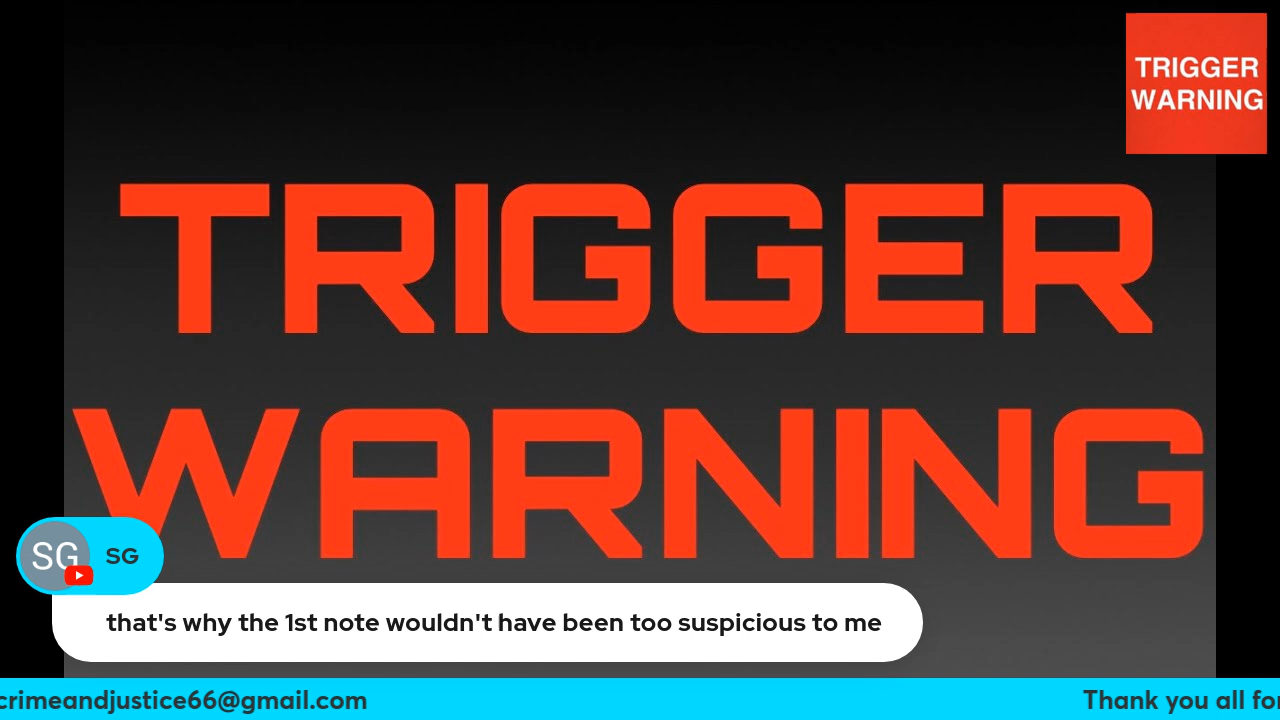 TRIGGER
WARNING
TRIGGER
WARNING
SG
SG
that's why the 1st note wouldn't have been too suspicious to me
crimeandjustice66@gmail.com
Thank you all for